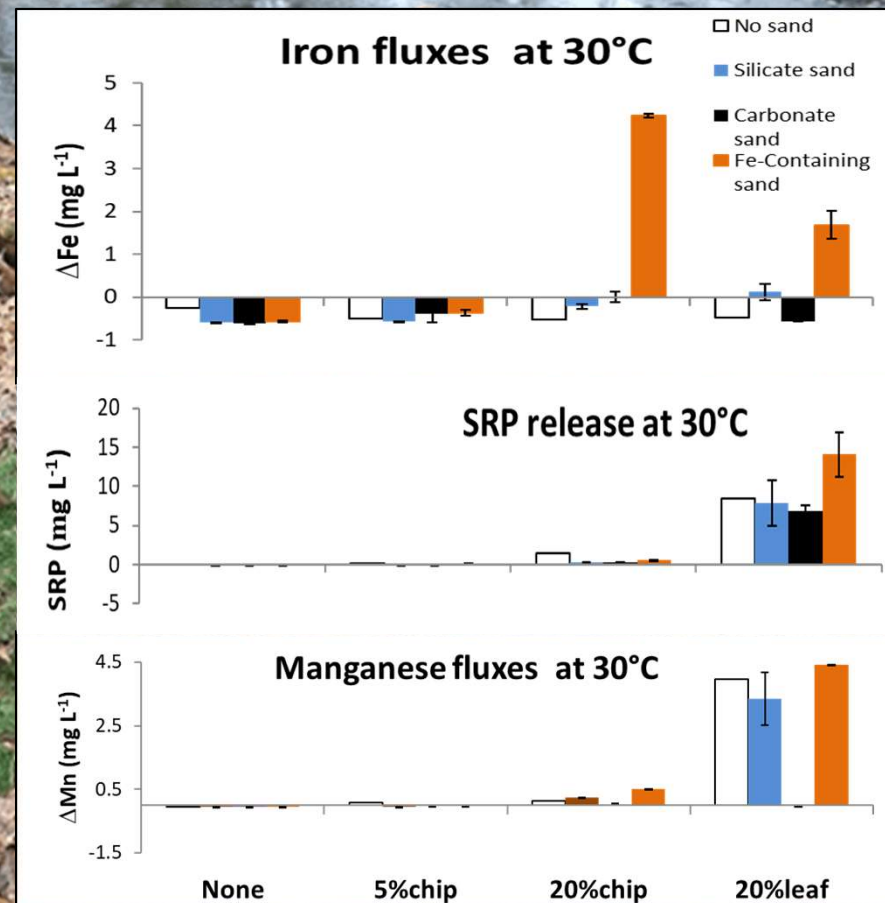 Iron fluxes at 30°C
No sand
Silicate sand
Carbonate
sand
Fe-Containing
sand
ΔFe (mg L⁻¹)
5
4
3
2
1
0
-1
SRP release at 30°C
SRP (mg L⁻¹)
20
15
10
5
0
-5
Manganese fluxes at 30°C
ΔMn (mg L⁻¹)
4.5
2.5
0.5
-1.5
None 5%chip 20%chip 20%leaf